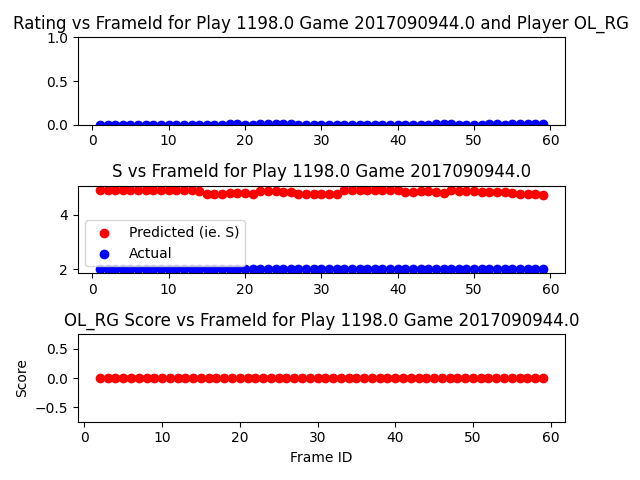 Rating vs FrameId for Play 1198.0 Game 2017090944.0 and Player OL_RG
1.0
0.5
0.0
0 10 20 30 40 50 60
S vs FrameId for Play 1198.0 Game 2017090944.0
4
2
Predicted (ie. S)
Actual
0 10 20 30 40 50 60
OL_RG Score vs FrameId for Play 1198.0 Game 2017090944.0
Score
0.5
0.0
−0.5
0 10 20 30 40 50 60
Frame ID